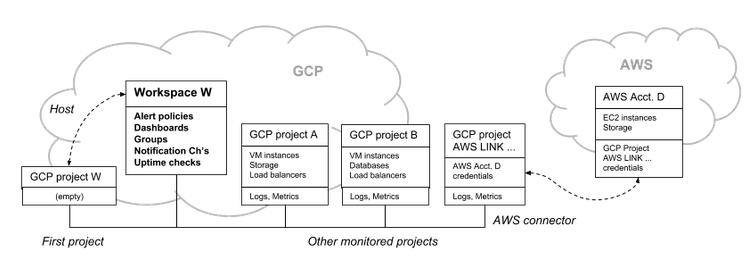 GCP
AWS
Host
Workspace W
Alert policies
Dashboards
Groups
Notification Ch's
Uptime checks
GCP project W
(empty)
GCP project A
VM instances
Storage
Load balancers
Logs, Metrics
GCP project B
VM instances
Databases
Load balancers
Logs, Metrics
GCP project
AWS LINK ...
AWS Acct. D
credentials
Logs, Metrics
AWS Acct. D
EC2 instances
Storage
GCP Project
AWS LINK ...
credentials
AWS connector
First project
Other monitored projects